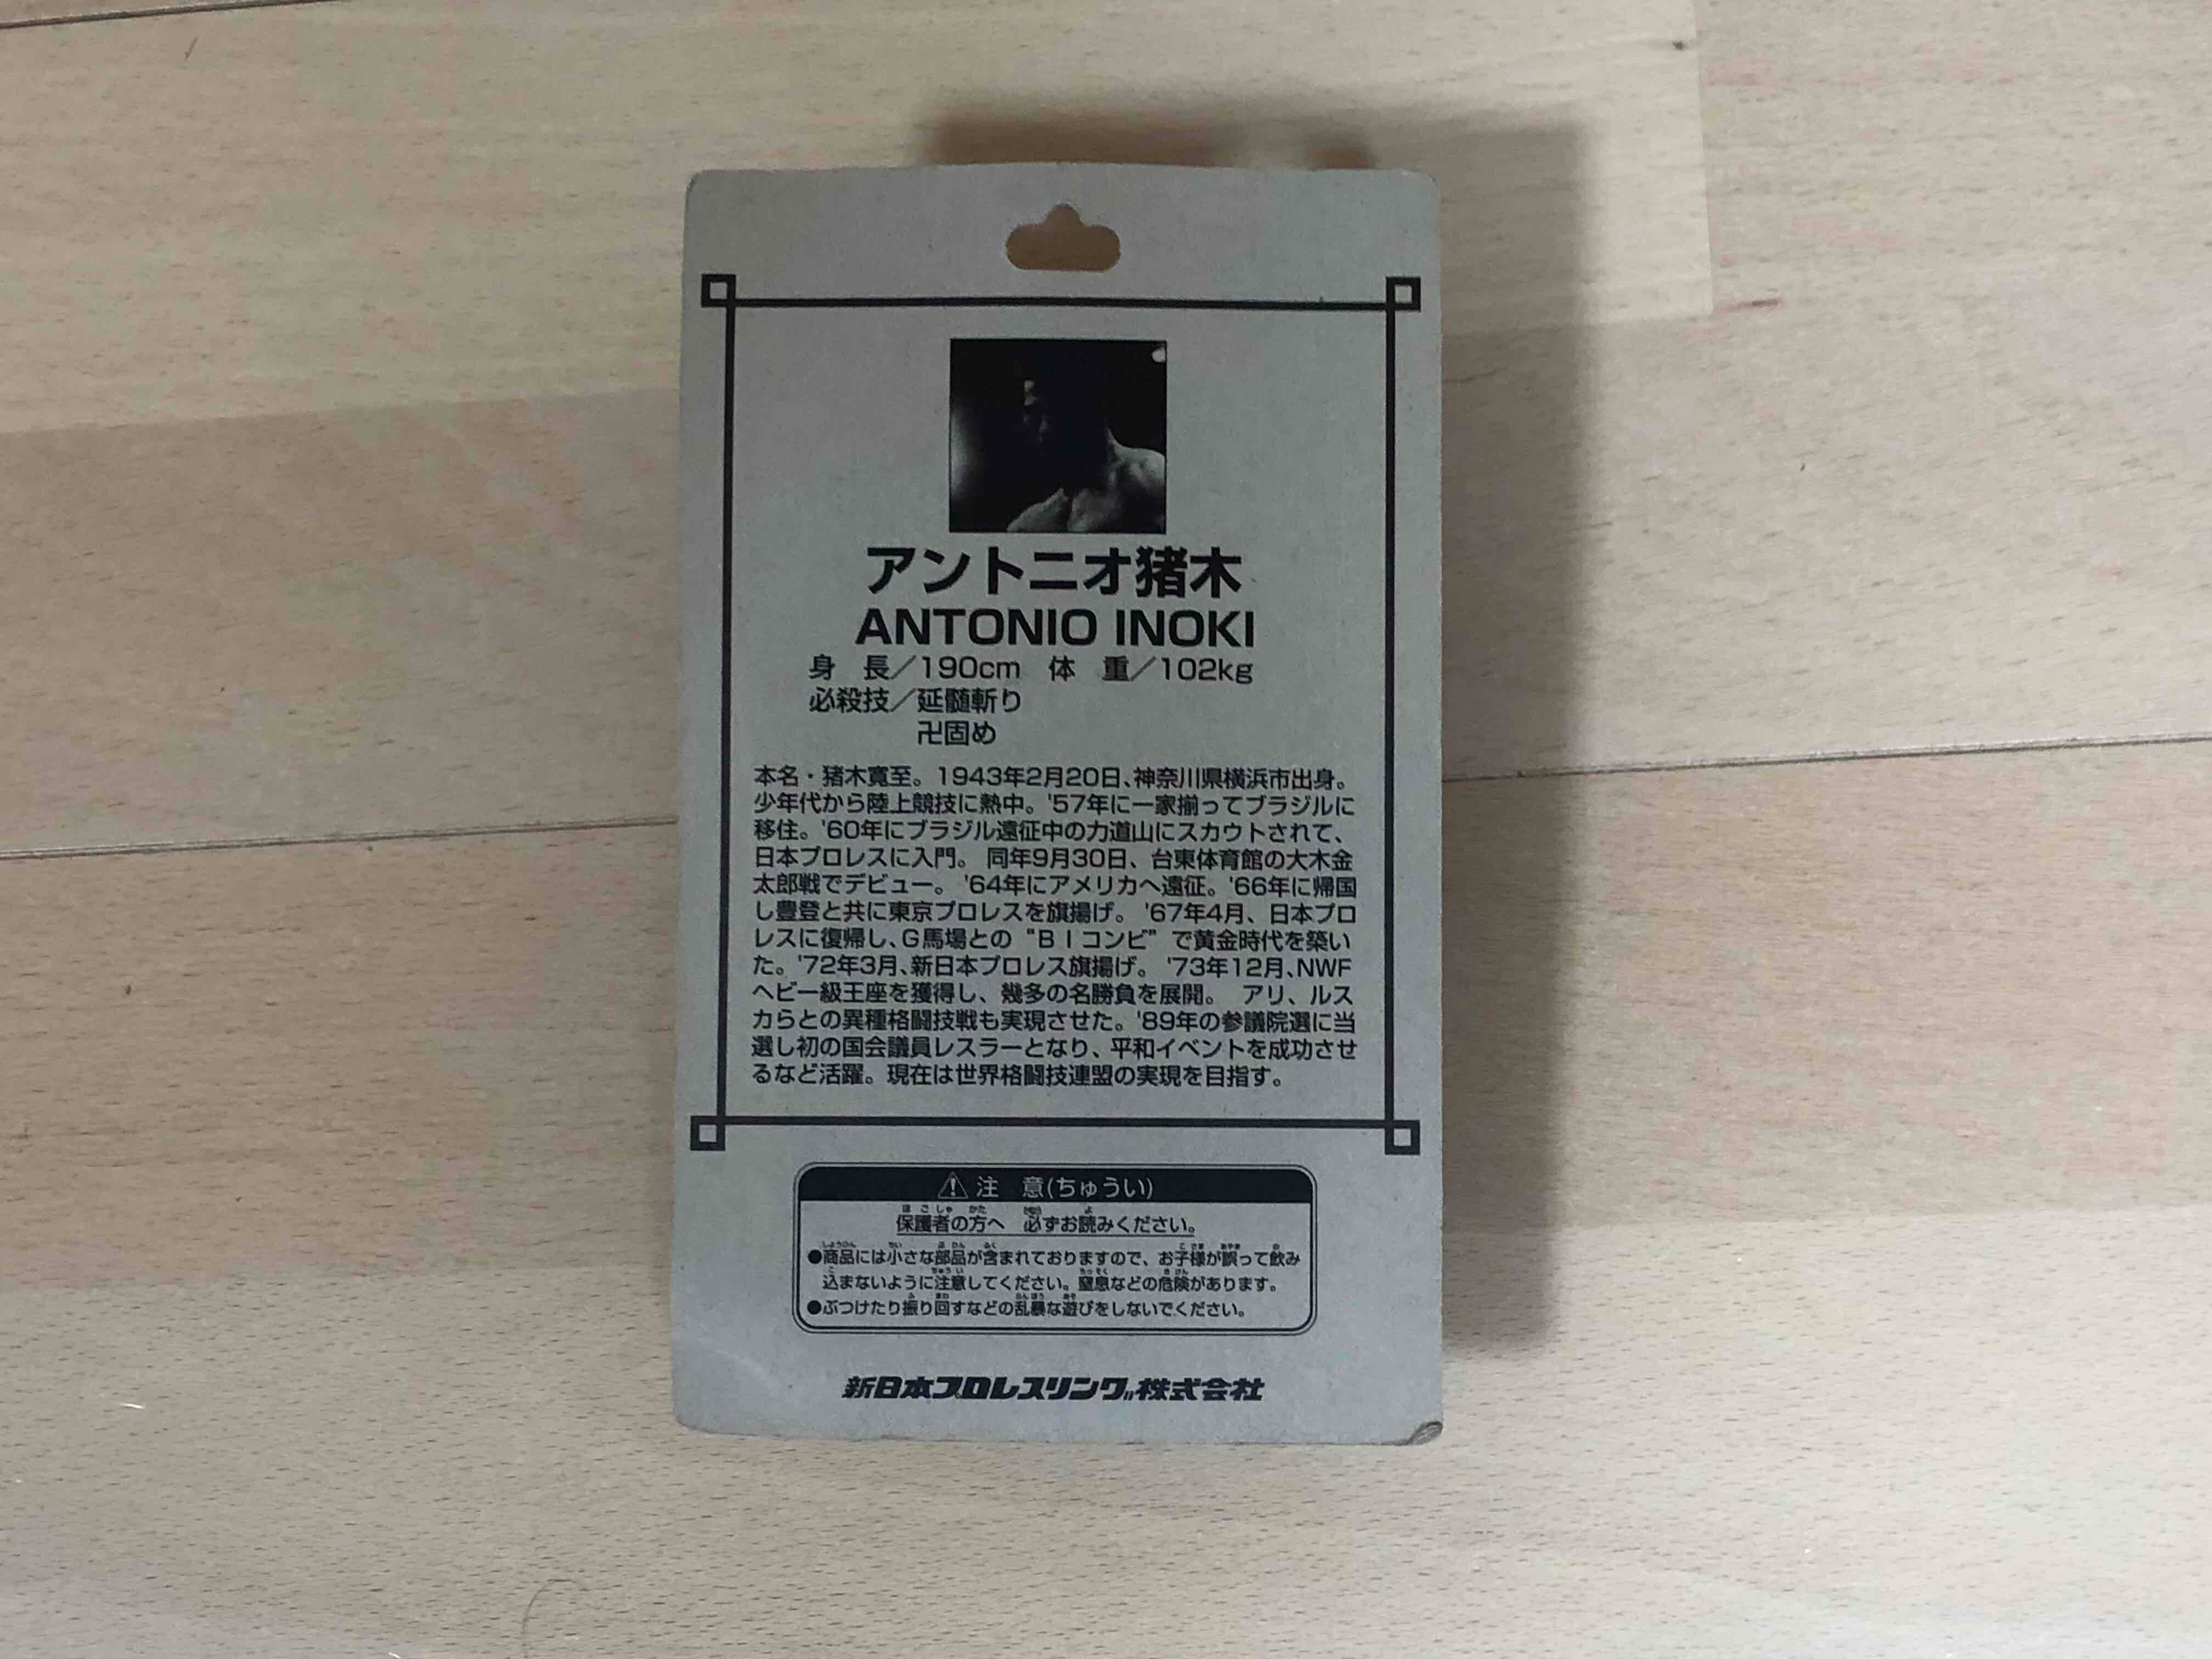 アントニオ猪木
ANTONIO INOKI
身　長／190cm　体　重／102kg
必殺技／延髄斬り
卍固め
本名・猪木寛至。1943年2月20日、神奈川県横浜市出身。
少年代から陸上競技に熱中。'57年に一家揃ってブラジルに
移住。'60年にブラジル遠征中の力道山にスカウトされて、
日本プロレスに入門。 同年9月30日、台東体育館の大木金
太郎戦でデビュー。 '64年にアメリカへ遠征。'66年に帰国
し豊登と共に東京プロレスを旗揚げ。 '67年4月、日本プロ
レスに復帰し、G馬場との "ＢＩコンビ" で黄金時代を築い
た。'72年3月、新日本プロレス旗揚げ。 '73年12月、NWF
ヘビー級王座を獲得し、幾多の名勝負を展開。 アリ、ルス
カらとの異種格闘技戦も実現させた。'89年の参議院選に当
選し初の国会議員レスラーとなり、平和イベントを成功させ
るなど活躍。現在は世界格闘技連盟の実現を目指す。
注　意(ちゅうい)
保護者の方へ　必ずお読みください。
●商品には小さな部品が含まれておりますので、お子様が誤って飲み
込まないように注意してください。窒息などの危険があります。
●ぶつけたり振り回すなどの乱暴な遊びをしないでください。
新日本プロレスリング株式会社